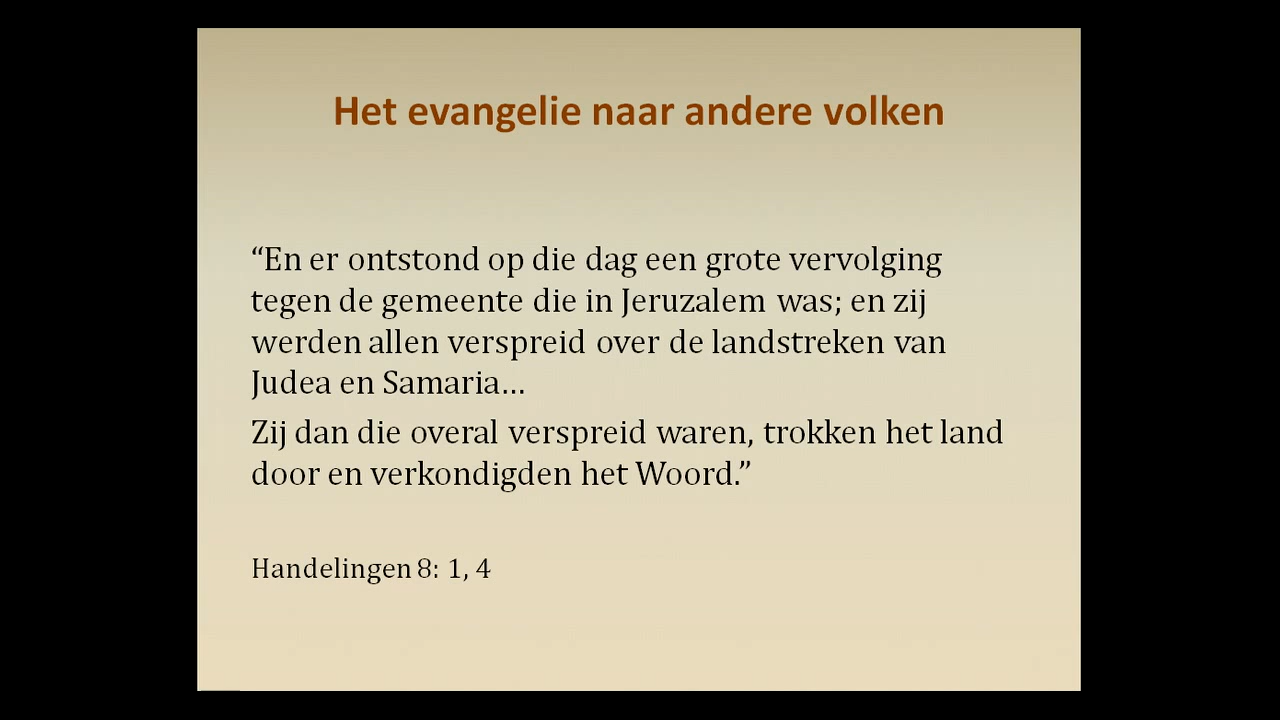 Het evangelie naar andere volken
“En er ontstond op die dag een grote vervolging
tegen de gemeente die in Jeruzalem was; en zij
werden allen verspreid over de landstreken van
Judea en Samaria...
Zij dan die overal verspreid waren, trokken het land
door en verkondigden het Woord.”
Handelingen 8: 1, 4